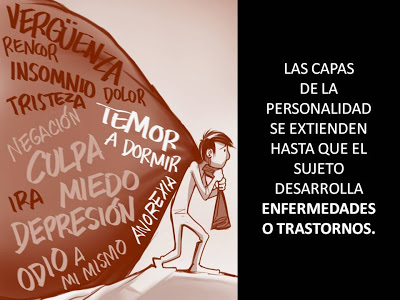 VERGÜENZA
RENCOR
INSOMNIO
DOLOR
TRISTEZA
TEMOR
A DORMIR
NEGACIÓN
CULPA
IRA
MIEDO
ANOREXIA
DEPRESIÓN
ODIO A
MI MISMO
LAS CAPAS
DE LA
PERSONALIDAD
SE EXTIENDEN
HASTA QUE EL
SUJETO
DESARROLLA
ENFERMEDADES
O TRASTORNOS.